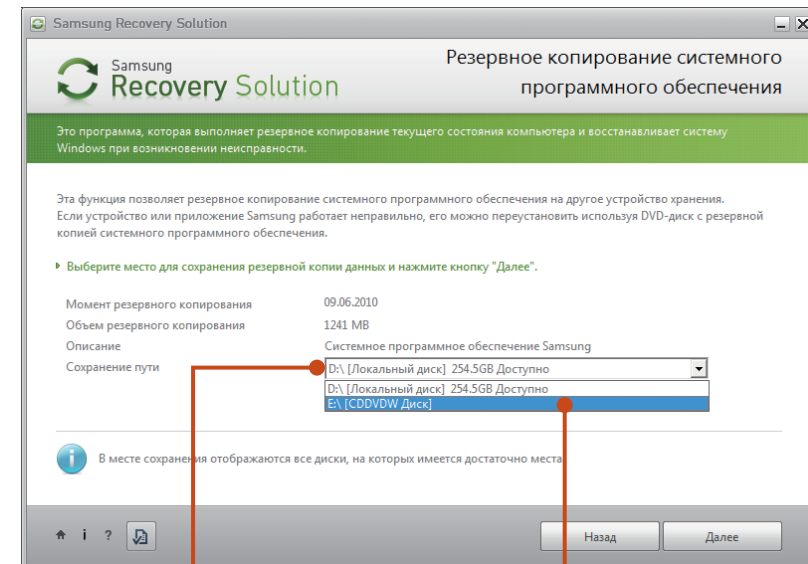 Samsung Recovery Solution
Samsung
Recovery Solution
Резервное копирование системного
программного обеспечения
Это программа, которая выполняет резервное копирование текущего состояния компьютера и восстанавливает систему
Windows при возникновении неисправности.
Эта функция позволяет резервное копирование системного программного обеспечения на другое устройство хранения.
Если устройство или приложение Samsung работает неправильно, его можно переустановить используя DVD-диск с резервной
копией системного программного обеспечения.
Выберите место для сохранения резервной копии данных и нажмите кнопку "Далее".
Момент резервного копирования 09.06.2010
Объем резервного копирования 1241 MB
Описание Системное программное обеспечение Samsung
Сохранение пути D:\ [Локальный диск] 254.5GB Доступно
D:\ [Локальный диск] 254.5GB Доступно
E:\ [CDDVDW Диск]
В месте сохранения отображаются все диски, на которых имеется достаточно места
i ? Назад Далее